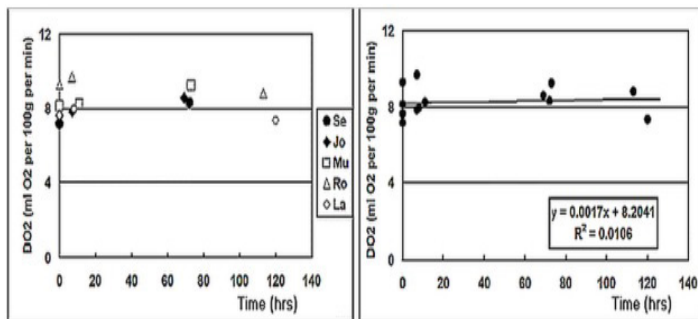 DO2 (ml O2 per 100g per min)
12
8
4
0
0 20 40 60 80 100 120 140
Time (hrs)
Se
Jo
Mu
Ro
La
DO2 (ml O2 per 100g per min)
12
8
4
0
0 20 40 60 80 100 120 140
Time (hrs)
y = 0.0017x + 8.2041
R² = 0.0106